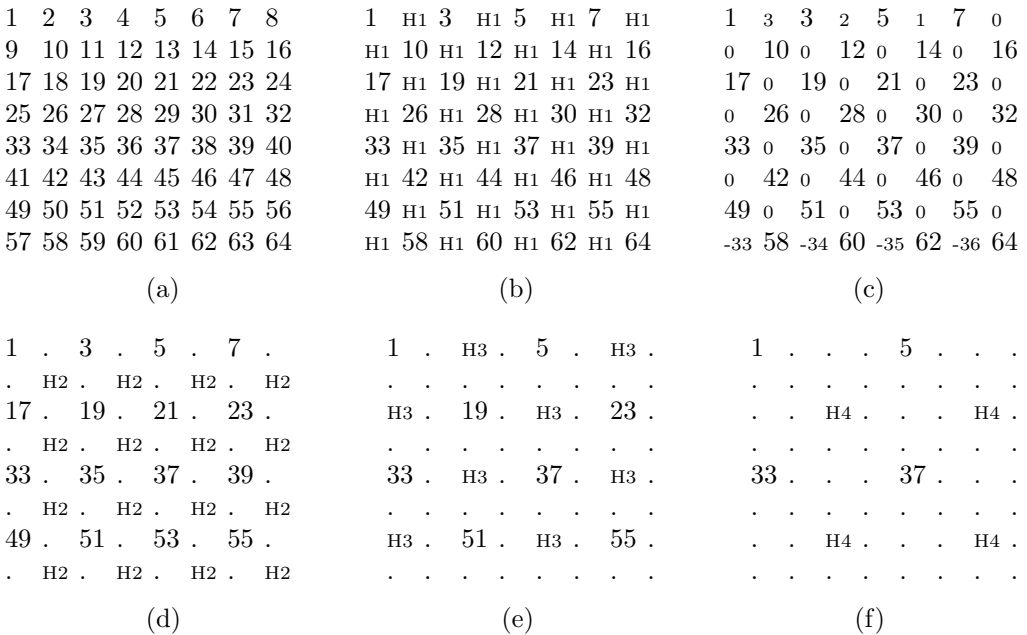 1 2 3 4 5 6 7 8
9 10 11 12 13 14 15 16
17 18 19 20 21 22 23 24
25 26 27 28 29 30 31 32
33 34 35 36 37 38 39 40
41 42 43 44 45 46 47 48
49 50 51 52 53 54 55 56
57 58 59 60 61 62 63 64
(a)
1 H1 3 H1 5 H1 7 H1
H1 10 H1 12 H1 14 H1 16
17 H1 19 H1 21 H1 23 H1
H1 26 H1 28 H1 30 H1 32
33 H1 35 H1 37 H1 39 H1
H1 42 H1 44 H1 46 H1 48
49 H1 51 H1 53 H1 55 H1
H1 58 H1 60 H1 62 H1 64
(b)
1 3 3 2 5 1 7 0
0 10 0 12 0 14 0 16
17 0 19 0 21 0 23 0
0 26 0 28 0 30 0 32
33 0 35 0 37 0 39 0
0 42 0 44 0 46 0 48
49 0 51 0 53 0 55 0
-33 58 -34 60 -35 62 -36 64
(c)
1 . 3 . 5 . 7 .
. H2 . H2 . H2 . H2
17 . 19 . 21 . 23 .
. H2 . H2 . H2 . H2
33 . 35 . 37 . 39 .
. H2 . H2 . H2 . H2
49 . 51 . 53 . 55 .
. H2 . H2 . H2 . H2
(d)
1 . H3 . 5 . H3 .
. . . . . . . .
H3 . 19 . H3 . 23 .
. . . . . . . .
33 . H3 . 37 . H3 .
. . . . . . . .
H3 . 51 . H3 . 55 .
. . . . . . . .
(e)
1 . . . 5 . . .
. . . . . . . .
. . H4 . . . H4 .
. . . . . . . .
33 . . . 37 . . .
. . . . . . . .
. . H4 . . . H4 .
. . . . . . . .
(f)